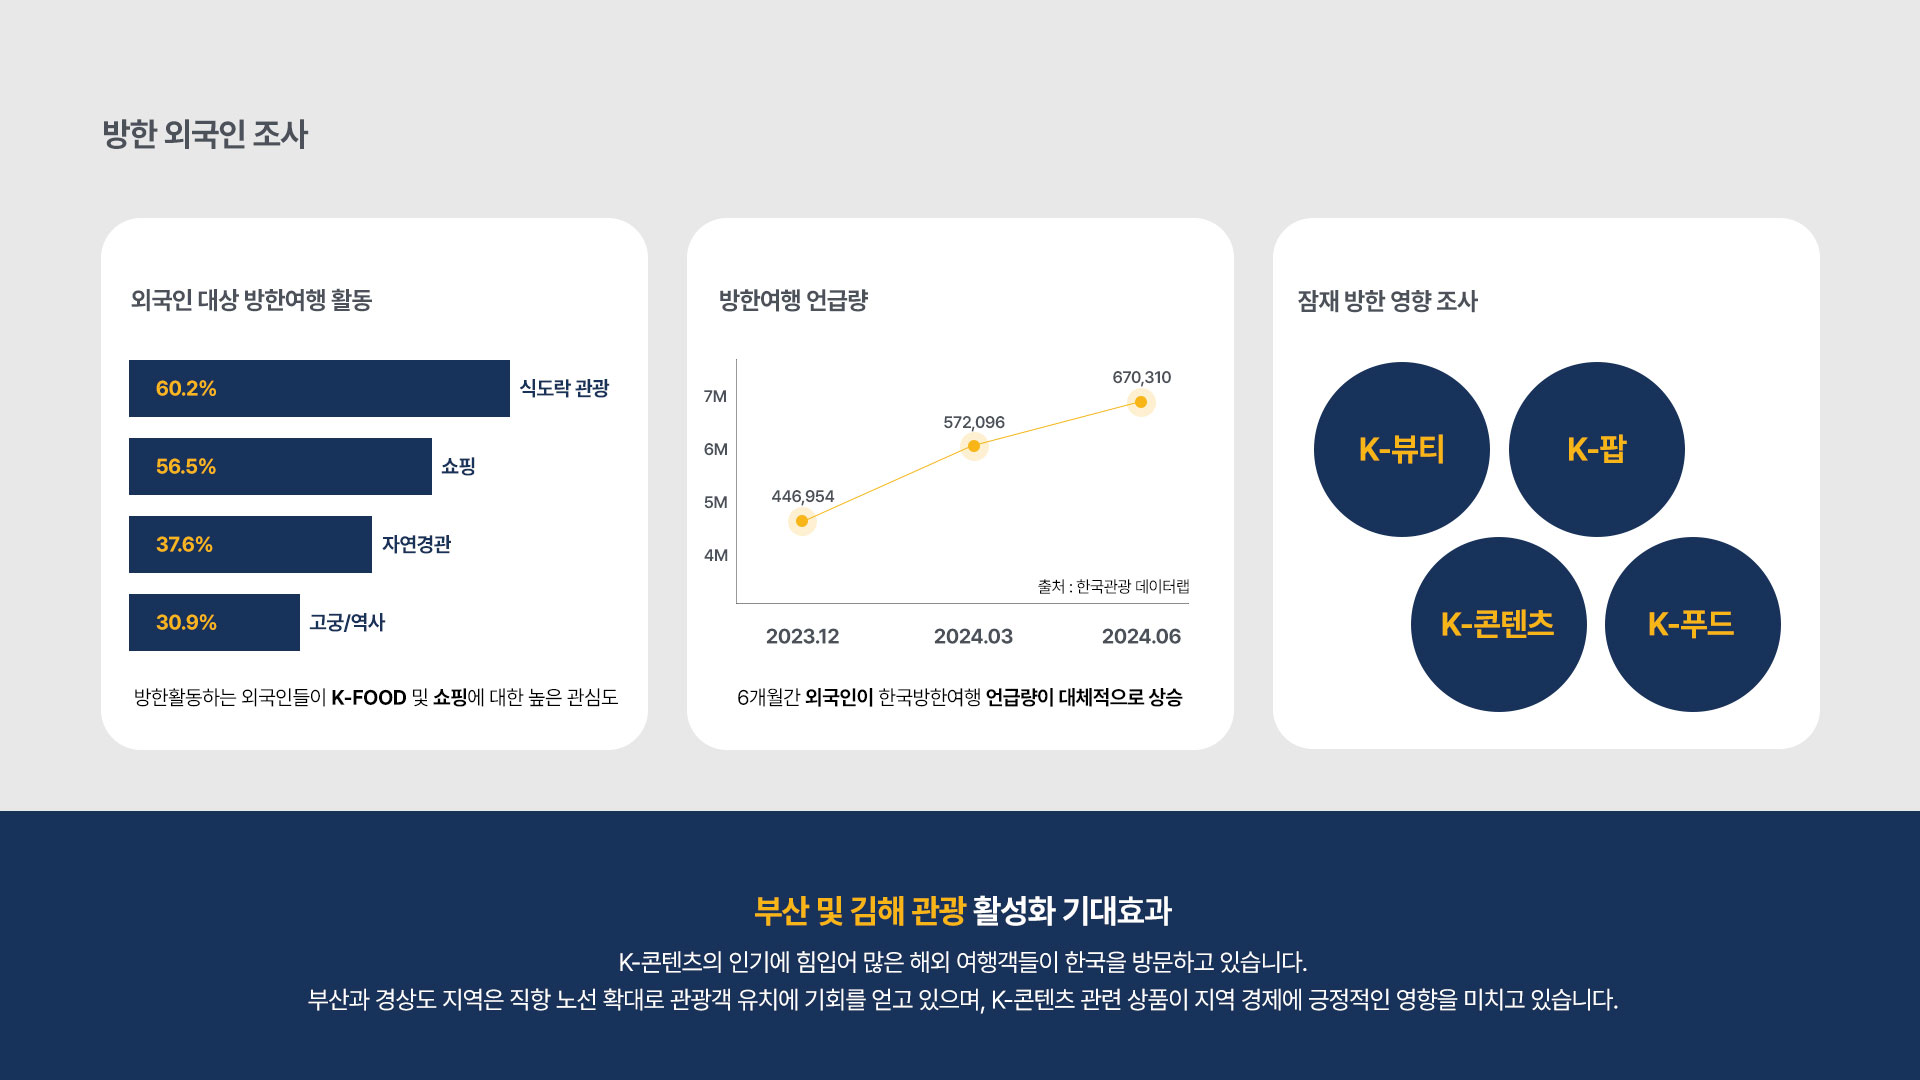 방한 외국인 조사
외국인 대상 방한여행 활동
60.2% 식도락 관광
56.5% 쇼핑
37.6% 자연경관
30.9% 고궁/역사
방한활동하는 외국인들이 K-FOOD 및 쇼핑에 대한 높은 관심도
방한여행 언급량
7M
6M
5M
4M
446,954
572,096
670,310
출처 : 한국관광 데이터랩
2023.12 2024.03 2024.06
6개월간 외국인이 한국방한여행 언급량이 대체적으로 상승
잠재 방한 영향 조사
K-뷰티
K-팝
K-콘텐츠
K-푸드
부산 및 김해 관광 활성화 기대효과
K-콘텐츠의 인기에 힘입어 많은 해외 여행객들이 한국을 방문하고 있습니다.
부산과 경상도 지역은 직항 노선 확대로 관광객 유치에 기회를 얻고 있으며, K-콘텐츠 관련 상품이 지역 경제에 긍정적인 영향을 미치고 있습니다.